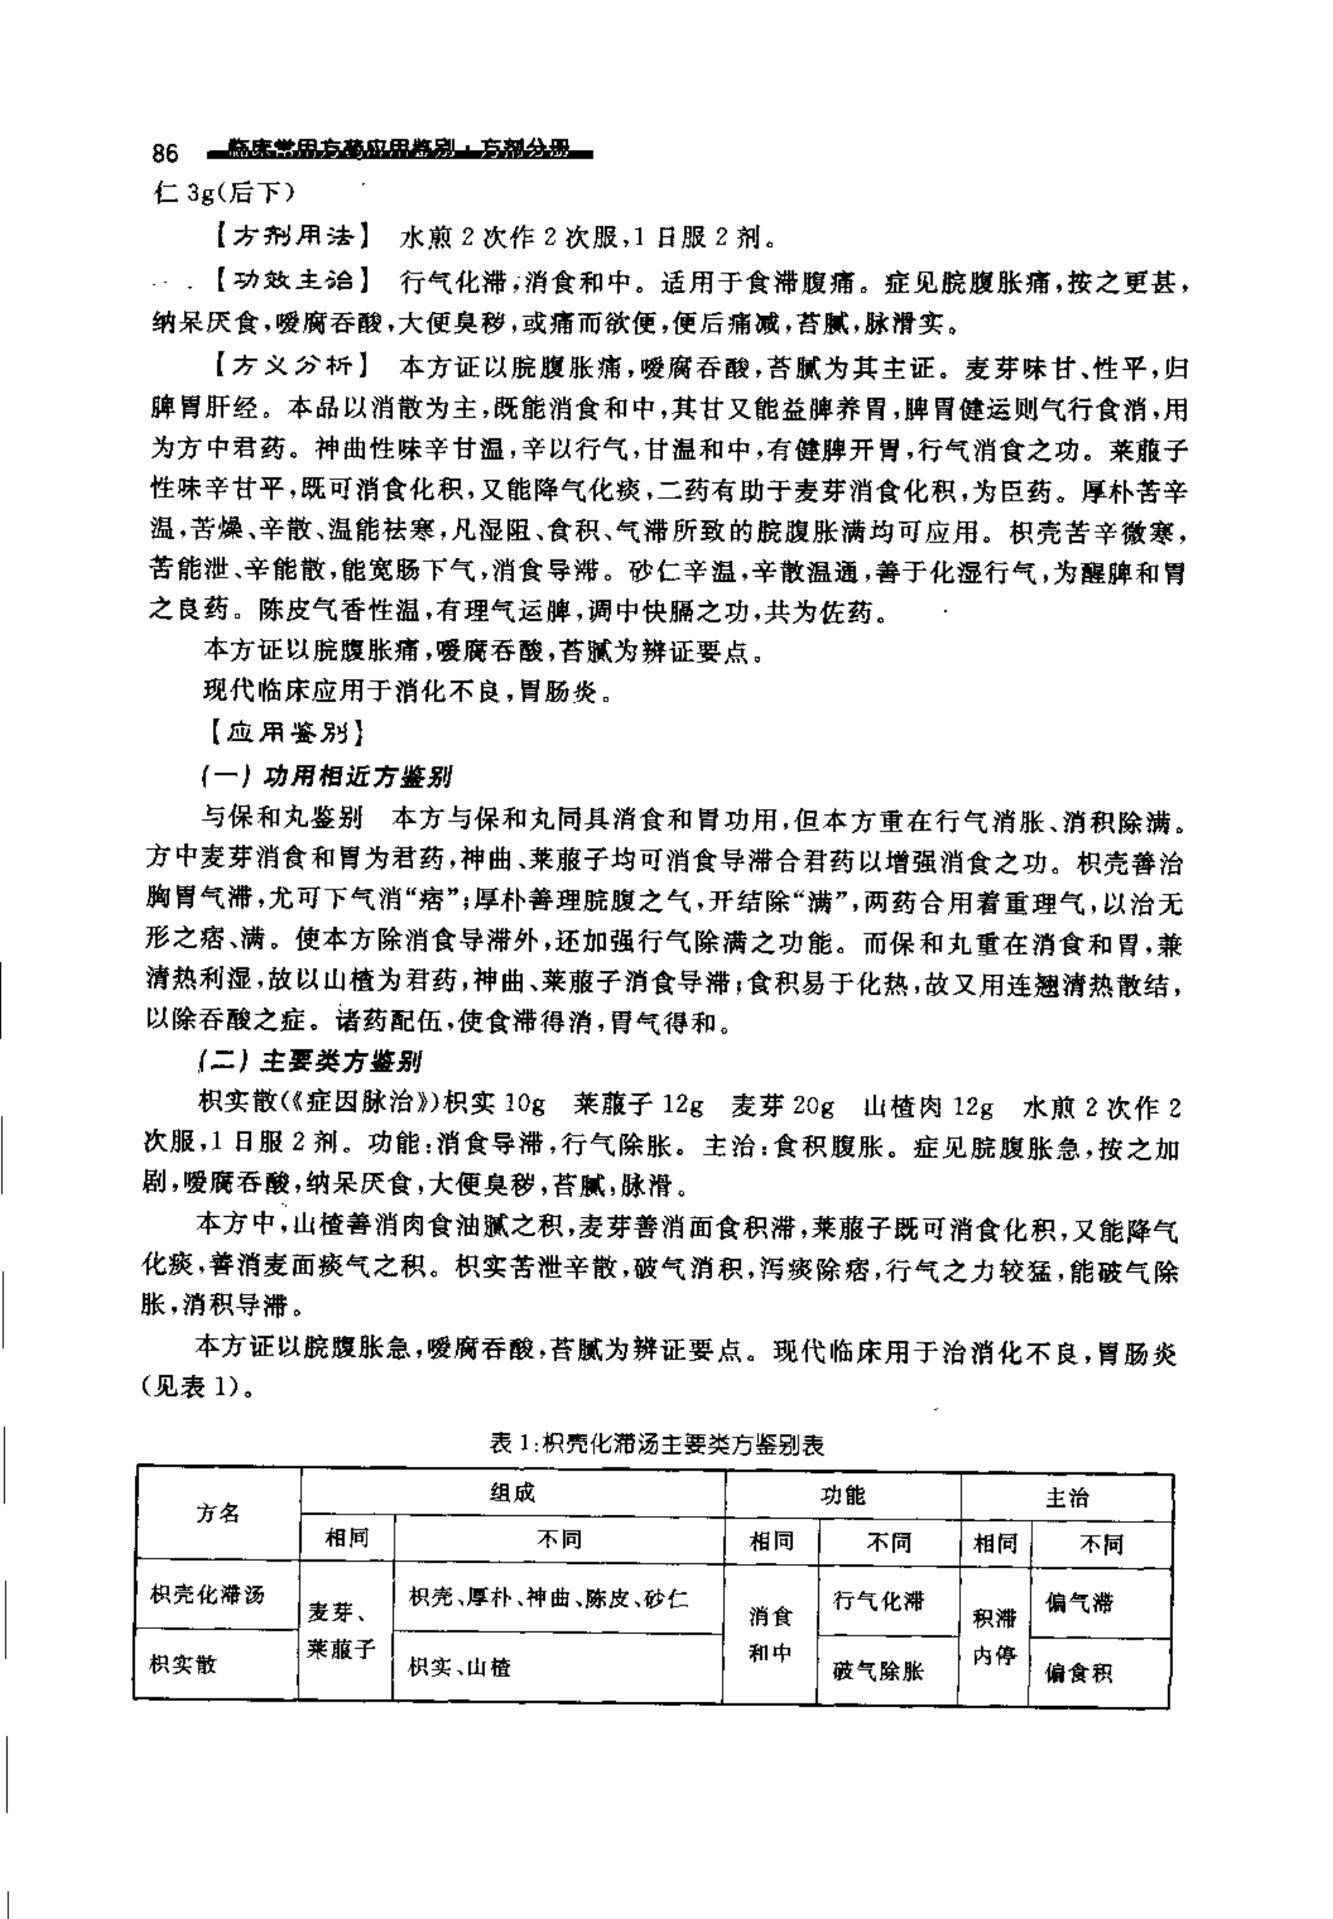 86 临床常用方药应用鉴别·方剂分册
仁 3g(后下)
【方剂用法】 水煎 2 次作 2 次服,1 日服 2 剂。
【功效主治】 行气化滞,消食和中。适用于食滞腹痛。症见脘腹胀痛,按之更甚,
纳呆厌食,嗳腐吞酸,大便臭秽,或痛而欲便,便后痛减,苔腻,脉滑实。
【方义分析】 本方证以脘腹胀痛,嗳腐吞酸,苔腻为其主证。麦芽味甘、性平,归
脾胃肝经。本品以消散为主,既能消食和中,其甘又能益脾养胃,脾胃健运则气行食消,用
为方中君药。神曲性味辛甘温,辛以行气,甘温和中,有健脾开胃,行气消食之功。莱菔子
性味辛甘平,既可消食化积,又能降气化痰,二药有助于麦芽消食化积,为臣药。厚朴苦辛
温,苦燥、辛散、温能祛寒,凡湿阻、食积、气滞所致的脘腹胀满均可应用。枳壳苦辛微寒,
苦能泄、辛能散,能宽肠下气,消食导滞。砂仁辛温,辛散温通,善于化湿行气,为醒脾和胃
之良药。陈皮气香性温,有理气运脾,调中快膈之功,共为佐药。
本方证以脘腹胀痛,嗳腐吞酸,苔腻为辨证要点。
现代临床应用于消化不良,胃肠炎。
【应用鉴别】
(一) 功用相近方鉴别
与保和丸鉴别 本方与保和丸同具消食和胃功用,但本方重在行气消胀、消积除满。
方中麦芽消食和胃为君药,神曲、莱菔子均可消食导滞合君药以增强消食之功。枳壳善治
胸胃气滞,尤可下气消“痞”;厚朴善理脘腹之气,开结除“满”,两药合用着重理气,以治无
形之痞、满。使本方除消食导滞外,还加强行气除满之功能。而保和丸重在消食和胃,兼
清热利湿,故以山楂为君药,神曲、莱菔子消食导滞;食积易于化热,故又用连翘清热散结,
以除吞酸之症。诸药配伍,使食滞得消,胃气得和。
(二) 主要类方鉴别
枳实散(《症因脉治》)枳实 10g 莱菔子 12g 麦芽 20g 山楂肉 12g 水煎 2 次作 2
次服,1 日服 2 剂。功能:消食导滞,行气除胀。主治:食积腹胀。症见脘腹胀急,按之加
剧,嗳腐吞酸,纳呆厌食,大便臭秽,苔腻,脉滑。
本方中,山楂善消肉食油腻之积,麦芽善消面食积滞,莱菔子既可消食化积,又能降气
化痰,善消麦面痰气之积。枳实苦泄辛散,破气消积,泻痰除痞,行气之力较猛,能破气除
胀,消积导滞。
本方证以脘腹胀急,嗳腐吞酸,苔腻为辨证要点。现代临床用于治消化不良,胃肠炎
(见表 1)。
表 1:枳壳化滞汤主要类方鉴别表
方名 组成 功能 主治
相同 不同 相同 不同 相同 不同
枳壳化滞汤 麦芽、 枳壳、厚朴、神曲、陈皮、砂仁 消食 行气化滞 积滞 偏气滞
枳实散 莱菔子 枳实、山楂 和中 破气除胀 内停 偏食积